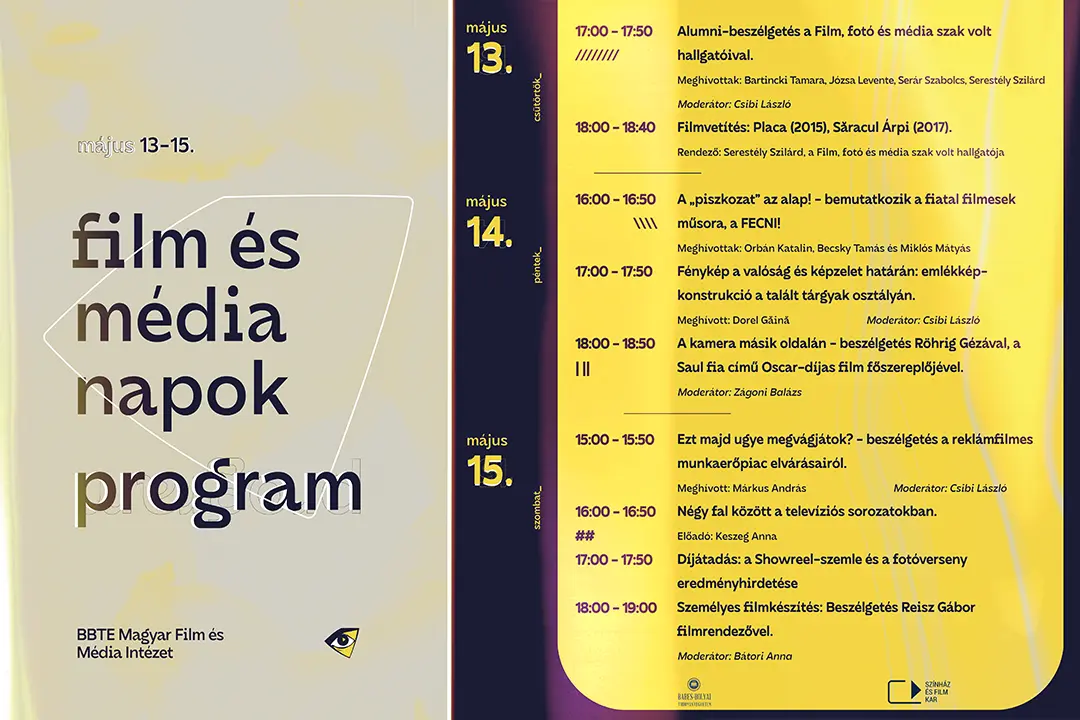 május 13-15.
film és
média
napok
program
BBTE Magyar Film és
Média Intézet
május
13.
csütörtök_
17:00 - 17:50 Alumni-beszélgetés a Film, fotó és média szak volt
//////// hallgatóival.
Meghívottak: Bartincki Tamara, Józsa Levente, Serár Szabolcs, Serestély Szilárd
Moderátor: Csibi László
18:00 - 18:40 Filmvetítés: Placa (2015), Săracul Árpi (2017).
Rendező: Serestély Szilárd, a Film, fotó és média szak volt hallgatója
május
14.
péntek_
16:00 - 16:50 A „piszkozat” az alap! - bemutatkozik a fiatal filmesek
\\\\ műsora, a FECNI!
Meghívottak: Orbán Katalin, Becsky Tamás és Miklós Mátyás
17:00 - 17:50 Fénykép a valóság és képzelet határán: emlékkép-
konstrukció a talált tárgyak osztályán.
Meghívott: Dorel Găină Moderátor: Csibi László
18:00 - 18:50 A kamera másik oldalán - beszélgetés Röhrig Gézával, a
| || Saul fia című Oscar-díjas film főszereplőjével.
Moderátor: Zágoni Balázs
május
15.
szombat_
15:00 - 15:50 Ezt majd ugye megvágjátok? - beszélgetés a reklámfilmes
munkaerőpiac elvárásairól.
Meghívott: Márkus András Moderátor: Csibi László
16:00 - 16:50 Négy fal között a televíziós sorozatokban.
## Előadó: Keszeg Anna
17:00 - 17:50 Díjátadás: a Showreel-szemle és a fotóverseny
eredményhirdetése
18:00 - 19:00 Személyes filmkészítés: Beszélgetés Reisz Gábor
filmrendezővel.
Moderátor: Bátori Anna
BABEŞ-BOLYAI
SZÍNHÁZ
ÉS FILM
KAR